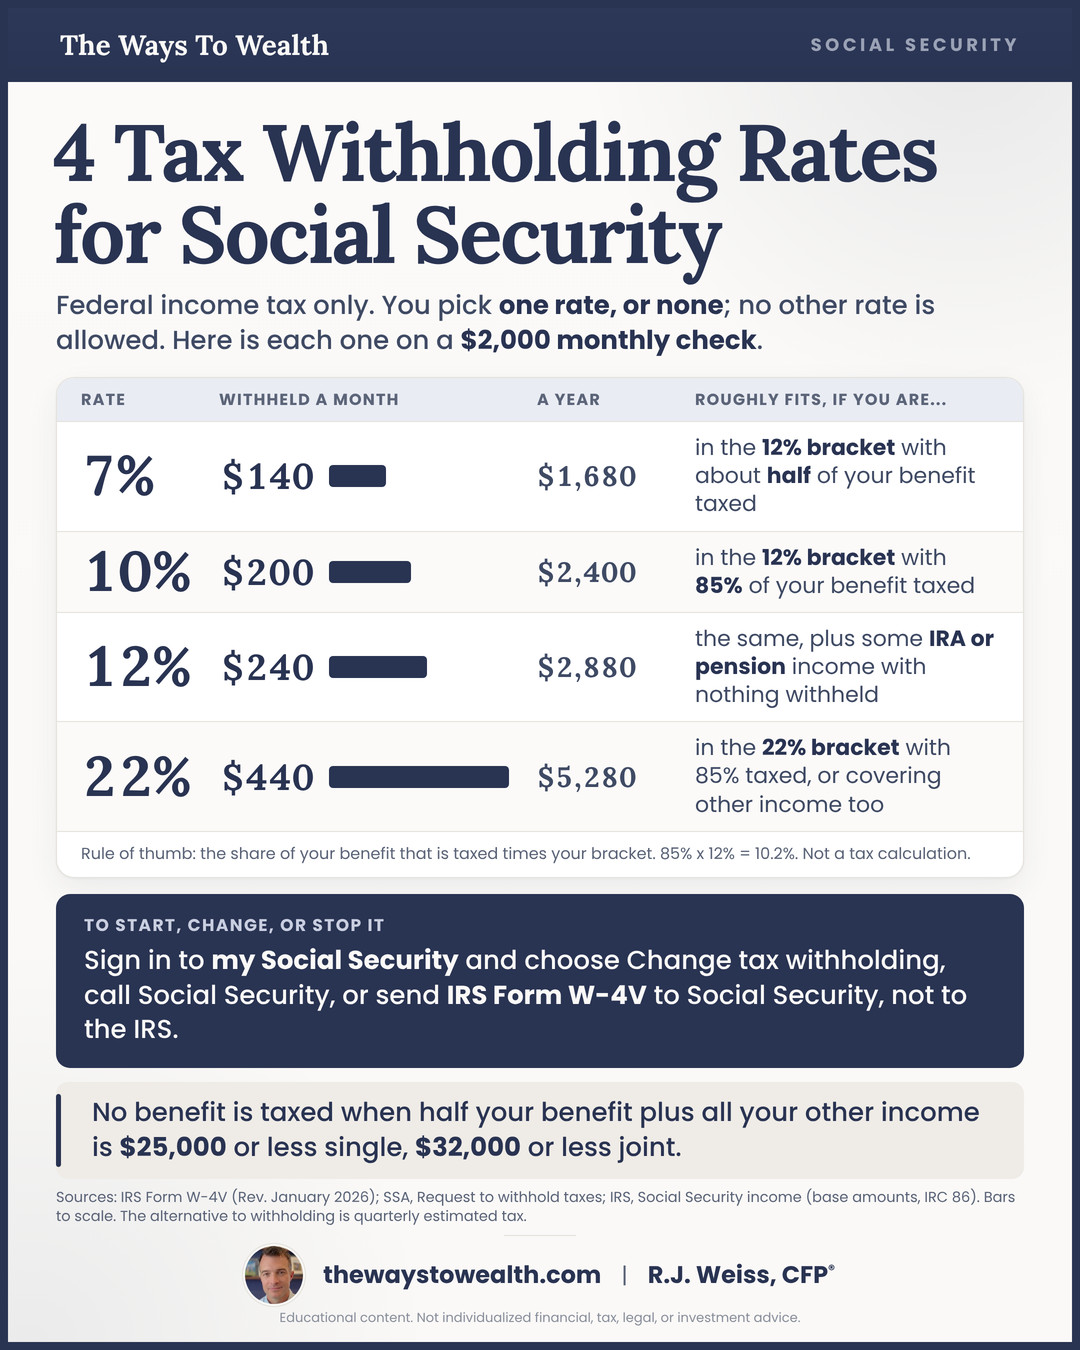 The Ways To Wealth
SOCIAL SECURITY
4 Tax Withholding Rates
for Social Security
Federal income tax only. You pick one rate, or none; no other rate is
allowed. Here is each one on a $2,000 monthly check.
RATE WITHHELD A MONTH A YEAR ROUGHLY FITS, IF YOU ARE...
7% $140 $1,680
in the 12% bracket with
about half of your benefit
taxed
10% $200 $2,400
in the 12% bracket with
85% of your benefit taxed
12% $240 $2,880
the same, plus some IRA or
pension income with
nothing withheld
22% $440 $5,280
in the 22% bracket with
85% taxed, or covering
other income too
Rule of thumb: the share of your benefit that is taxed times your bracket. 85% x 12% = 10.2%. Not a tax calculation.
TO START, CHANGE, OR STOP IT
Sign in to my Social Security and choose Change tax withholding,
call Social Security, or send IRS Form W-4V to Social Security, not to
the IRS.
No benefit is taxed when half your benefit plus all your other income
is $25,000 or less single, $32,000 or less joint.
Sources: IRS Form W-4V (Rev. January 2026); SSA, Request to withhold taxes; IRS, Social Security income (base amounts, IRC 86). Bars
to scale. The alternative to withholding is quarterly estimated tax.
thewaystowealth.com | R.J. Weiss, CFP®
Educational content. Not individualized financial, tax, legal, or investment advice.